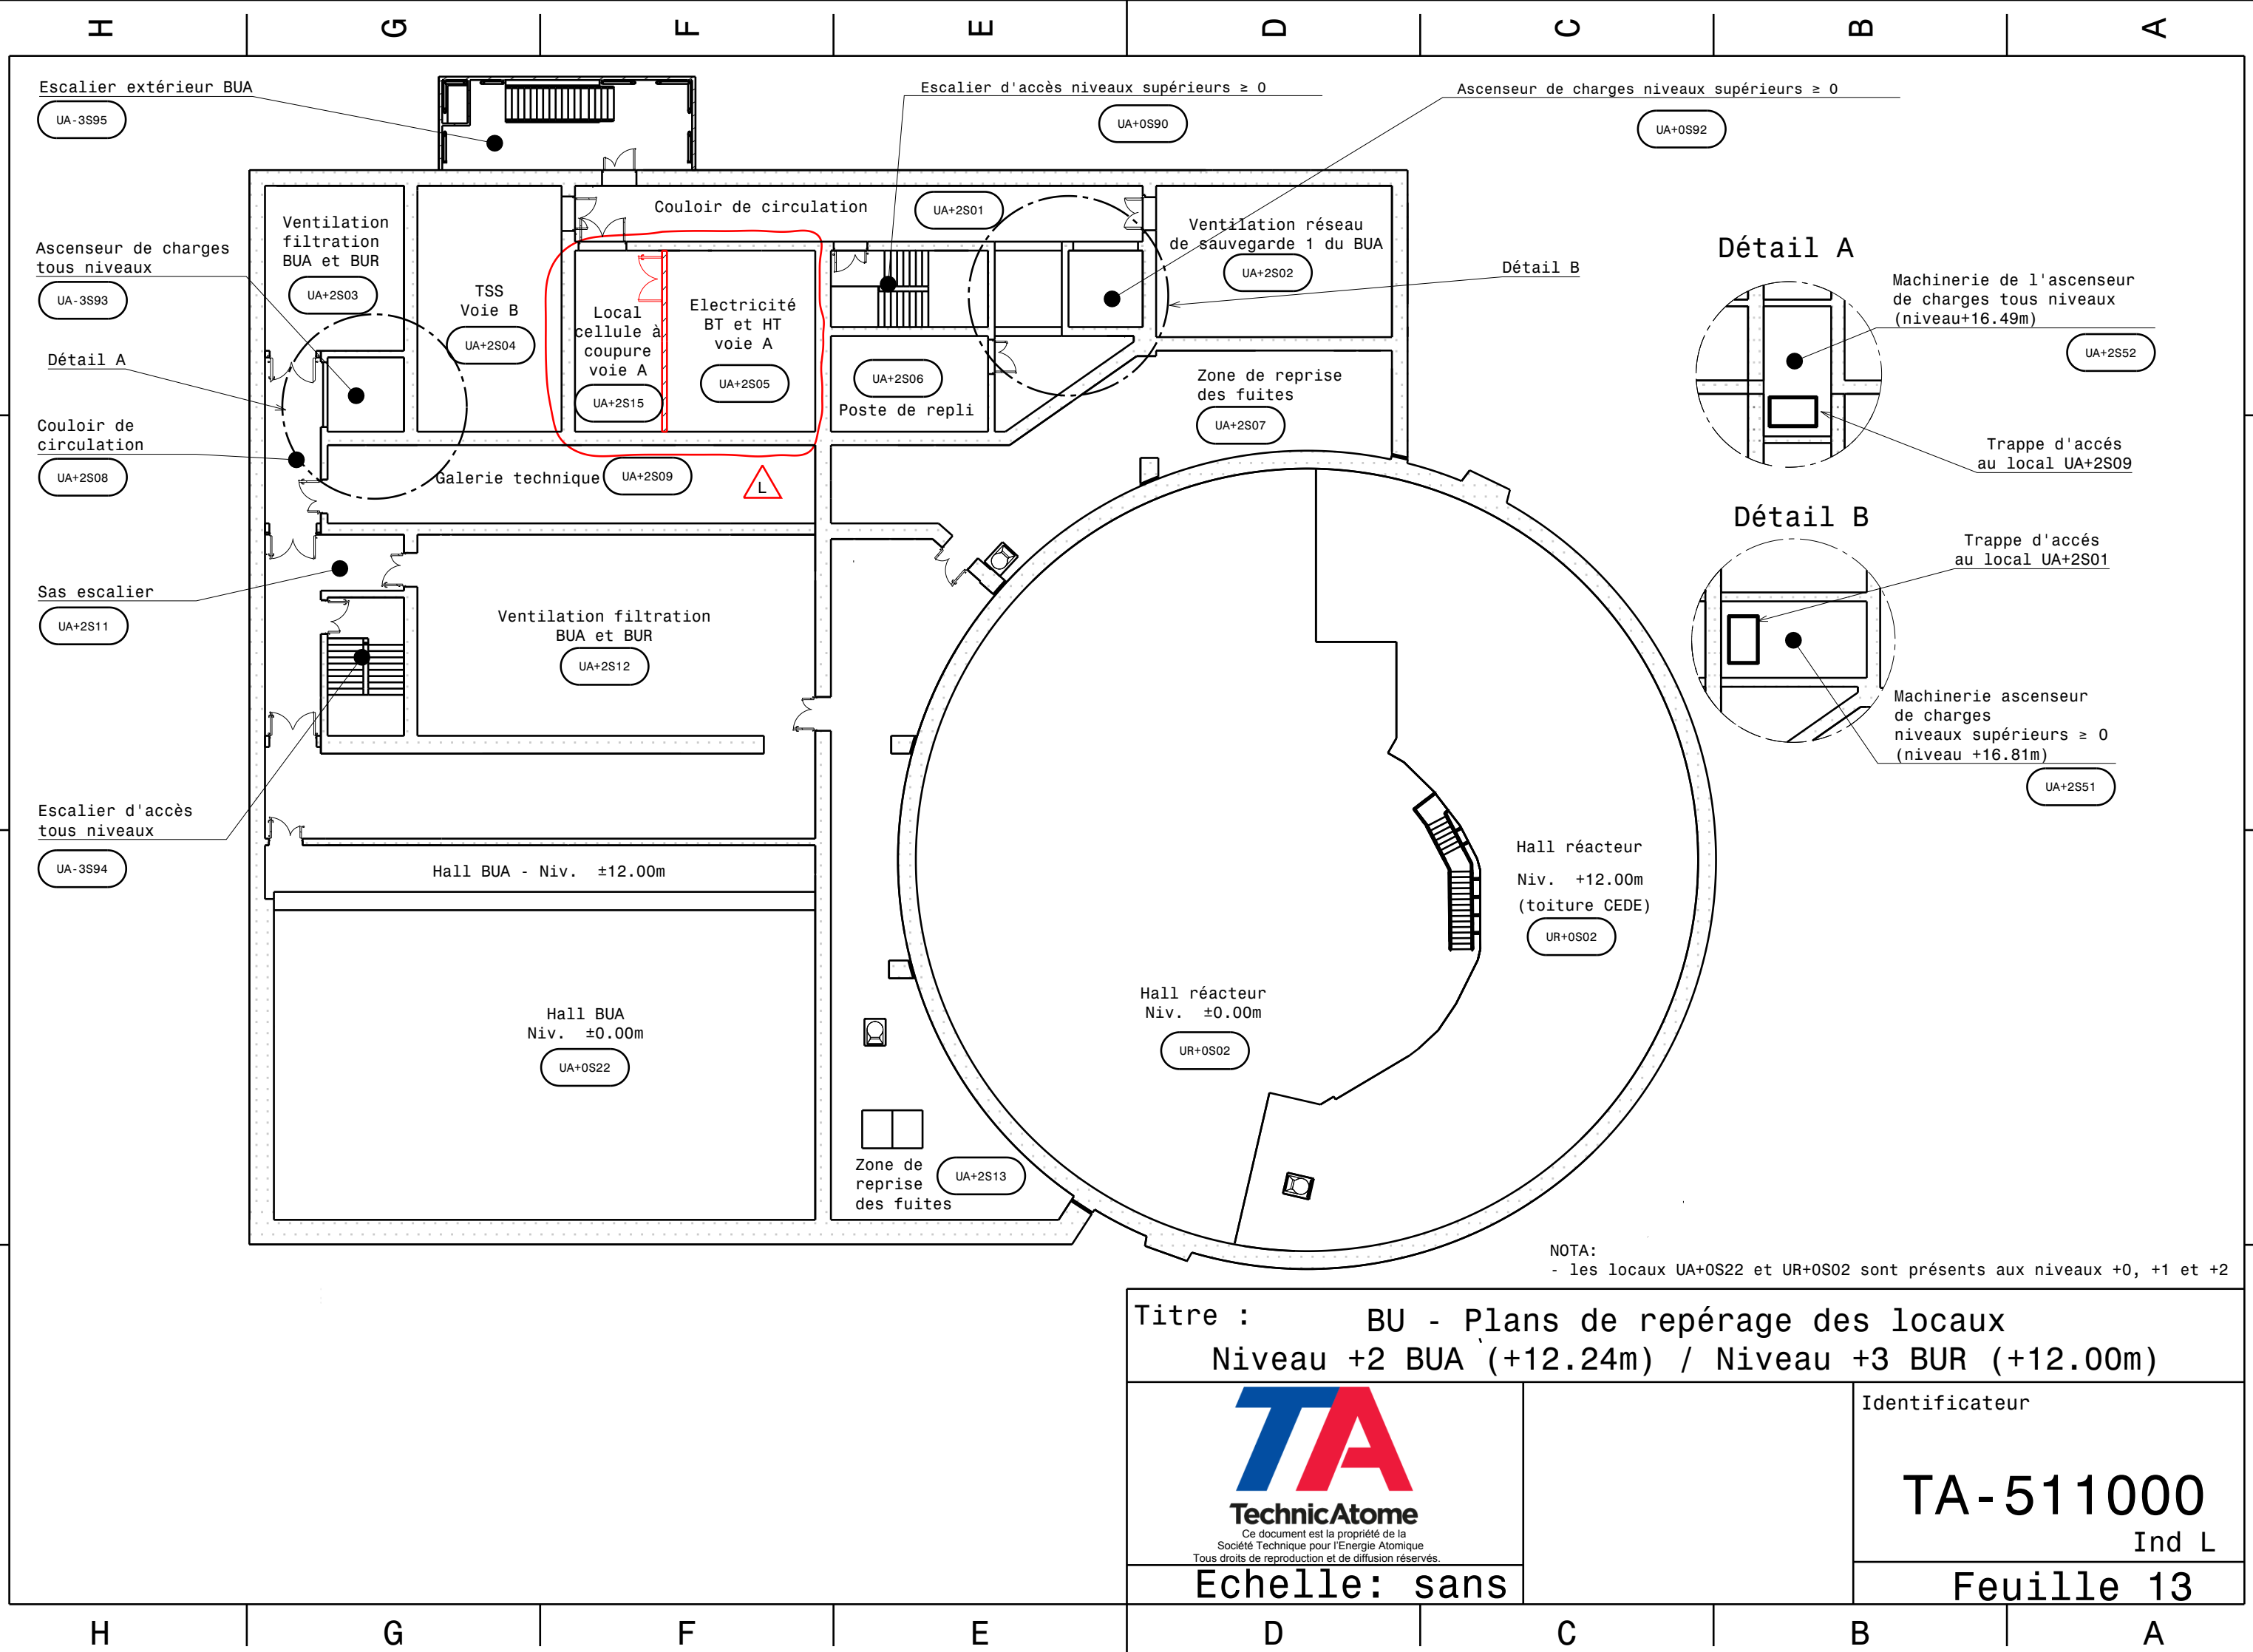 H G F E D C B A
Escalier extérieur BUA
UA-3S95
Escalier d'accès niveaux supérieurs ≥ 0
UA+0S90
Ascenseur de charges niveaux supérieurs ≥ 0
UA+0S92
Ventilation
filtration
BUA et BUR
UA+2S03
Couloir de circulation
UA+2S01
Ventilation réseau
de sauvegarde 1 du BUA
UA+2S02
Ascenseur de charges
tous niveaux
UA-3S93
TSS
Voie B
UA+2S04
Local
cellule à
coupure
voie A
UA+2S15
Electricité
BT et HT
voie A
UA+2S05
Détail B
Détail A
Machinerie de l'ascenseur
de charges tous niveaux
(niveau+16.49m)
UA+2S52
Trappe d'accés
au local UA+2S09
Détail A
UA+2S06
Poste de repli
Zone de reprise
des fuites
UA+2S07
Couloir de
circulation
UA+2S08
Galerie technique
UA+2S09
L
Détail B
Trappe d'accés
au local UA+2S01
Machinerie ascenseur
de charges
niveaux supérieurs ≥ 0
(niveau +16.81m)
UA+2S51
Sas escalier
UA+2S11
Ventilation filtration
BUA et BUR
UA+2S12
Escalier d'accès
tous niveaux
UA-3S94
Hall BUA - Niv. ±12.00m
Hall réacteur
Niv. +12.00m
(toiture CEDE)
UR+0S02
Hall BUA
Niv. ±0.00m
UA+0S22
Hall réacteur
Niv. ±0.00m
UR+0S02
Zone de
reprise
des fuites
UA+2S13
NOTA:
- les locaux UA+0S22 et UR+0S02 sont présents aux niveaux +0, +1 et +2
Titre : BU - Plans de repérage des locaux
Niveau +2 BUA (+12.24m) / Niveau +3 BUR (+12.00m)
TA
TechnicAtome
Ce document est la propriété de la
Société Technique pour l'Energie Atomique
Tous droits de reproduction et de diffusion réservés.
Echelle: sans
Identificateur
TA-511000
Ind L
Feuille 13
H G F E D C B A